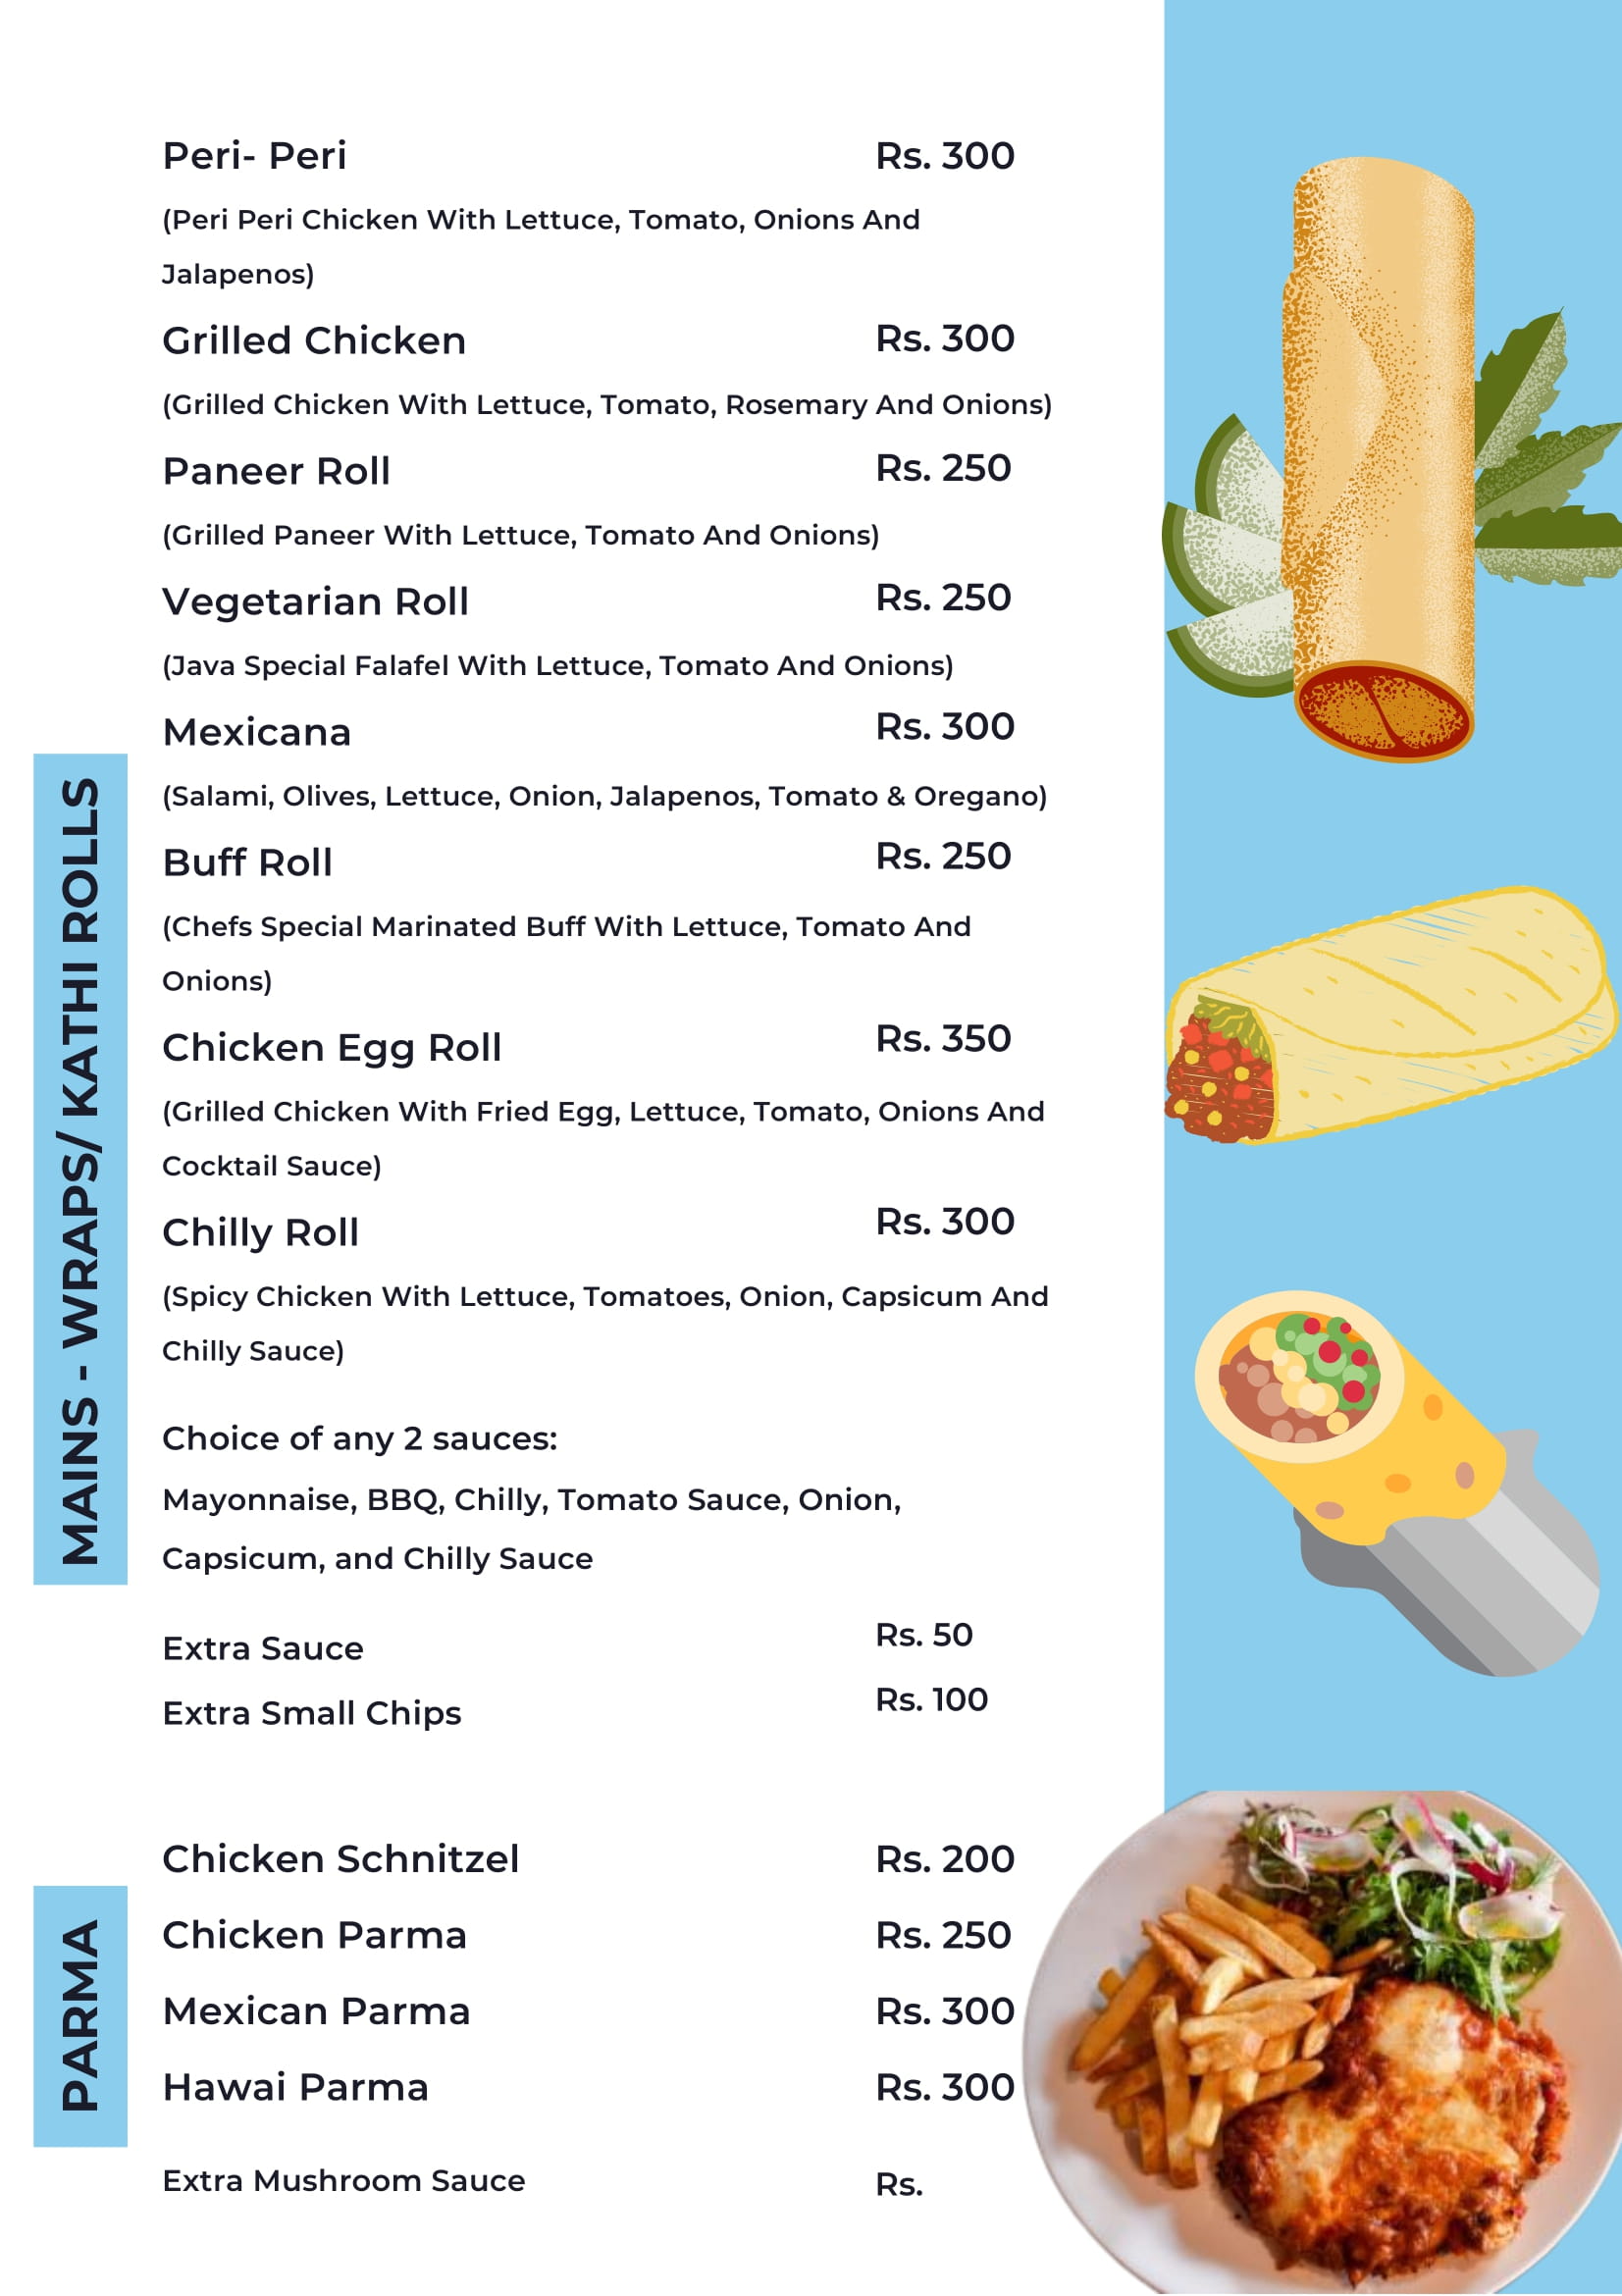 Peri- Peri Rs. 300
(Peri Peri Chicken With Lettuce, Tomato, Onions And
Jalapenos)
Grilled Chicken Rs. 300
(Grilled Chicken With Lettuce, Tomato, Rosemary And Onions)
Paneer Roll Rs. 250
(Grilled Paneer With Lettuce, Tomato And Onions)
Vegetarian Roll Rs. 250
(Java Special Falafel With Lettuce, Tomato And Onions)
Mexicana Rs. 300
(Salami, Olives, Lettuce, Onion, Jalapenos, Tomato & Oregano)
Buff Roll Rs. 250
(Chefs Special Marinated Buff With Lettuce, Tomato And
Onions)
Chicken Egg Roll Rs. 350
(Grilled Chicken With Fried Egg, Lettuce, Tomato, Onions And
Cocktail Sauce)
Chilly Roll Rs. 300
(Spicy Chicken With Lettuce, Tomatoes, Onion, Capsicum And
Chilly Sauce)
MAINS - WRAPS/ KATHI ROLLS
Choice of any 2 sauces:
Mayonnaise, BBQ, Chilly, Tomato Sauce, Onion,
Capsicum, and Chilly Sauce
Extra Sauce Rs. 50
Extra Small Chips Rs. 100
PARMA
Chicken Schnitzel Rs. 200
Chicken Parma Rs. 250
Mexican Parma Rs. 300
Hawai Parma Rs. 300
Extra Mushroom Sauce Rs.